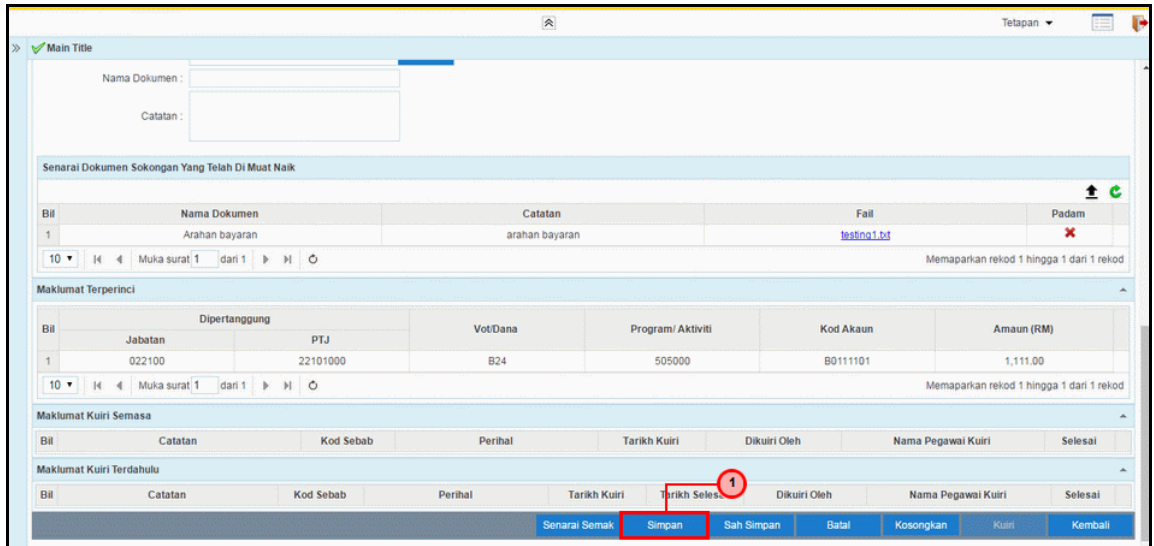 Tetapan
Main Title
Nama Dokumen :
Catatan :
Senarai Dokumen Sokongan Yang Telah Di Muat Naik
Bil Nama Dokumen Catatan Fail Padam
1 Arahan bayaran arahan bayaran testing1.txt
10 Muka surat 1 dari 1 Memaparkan rekod 1 hingga 1 dari 1 rekod
Maklumat Terperinci
Bil Dipertanggung Vot/Dana Program/ Aktiviti Kod Akaun Amaun (RM)
Jabatan PTJ
1 022100 22101000 B24 505000 B0111101 1,111.00
10 Muka surat 1 dari 1 Memaparkan rekod 1 hingga 1 dari 1 rekod
Maklumat Kuiri Semasa
Bil Catatan Kod Sebab Perihal Tarikh Kuiri Dikuiri Oleh Nama Pegawai Kuiri Selesai
Maklumat Kuiri Terdahulu
1
Bil Catatan Kod Sebab Perihal Tarikh Kuiri Tarikh Selesa Dikuiri Oleh Nama Pegawai Kuiri Selesai
Senarai Semak Simpan Sah Simpan Batal Kosongkan Kuiri Kembali